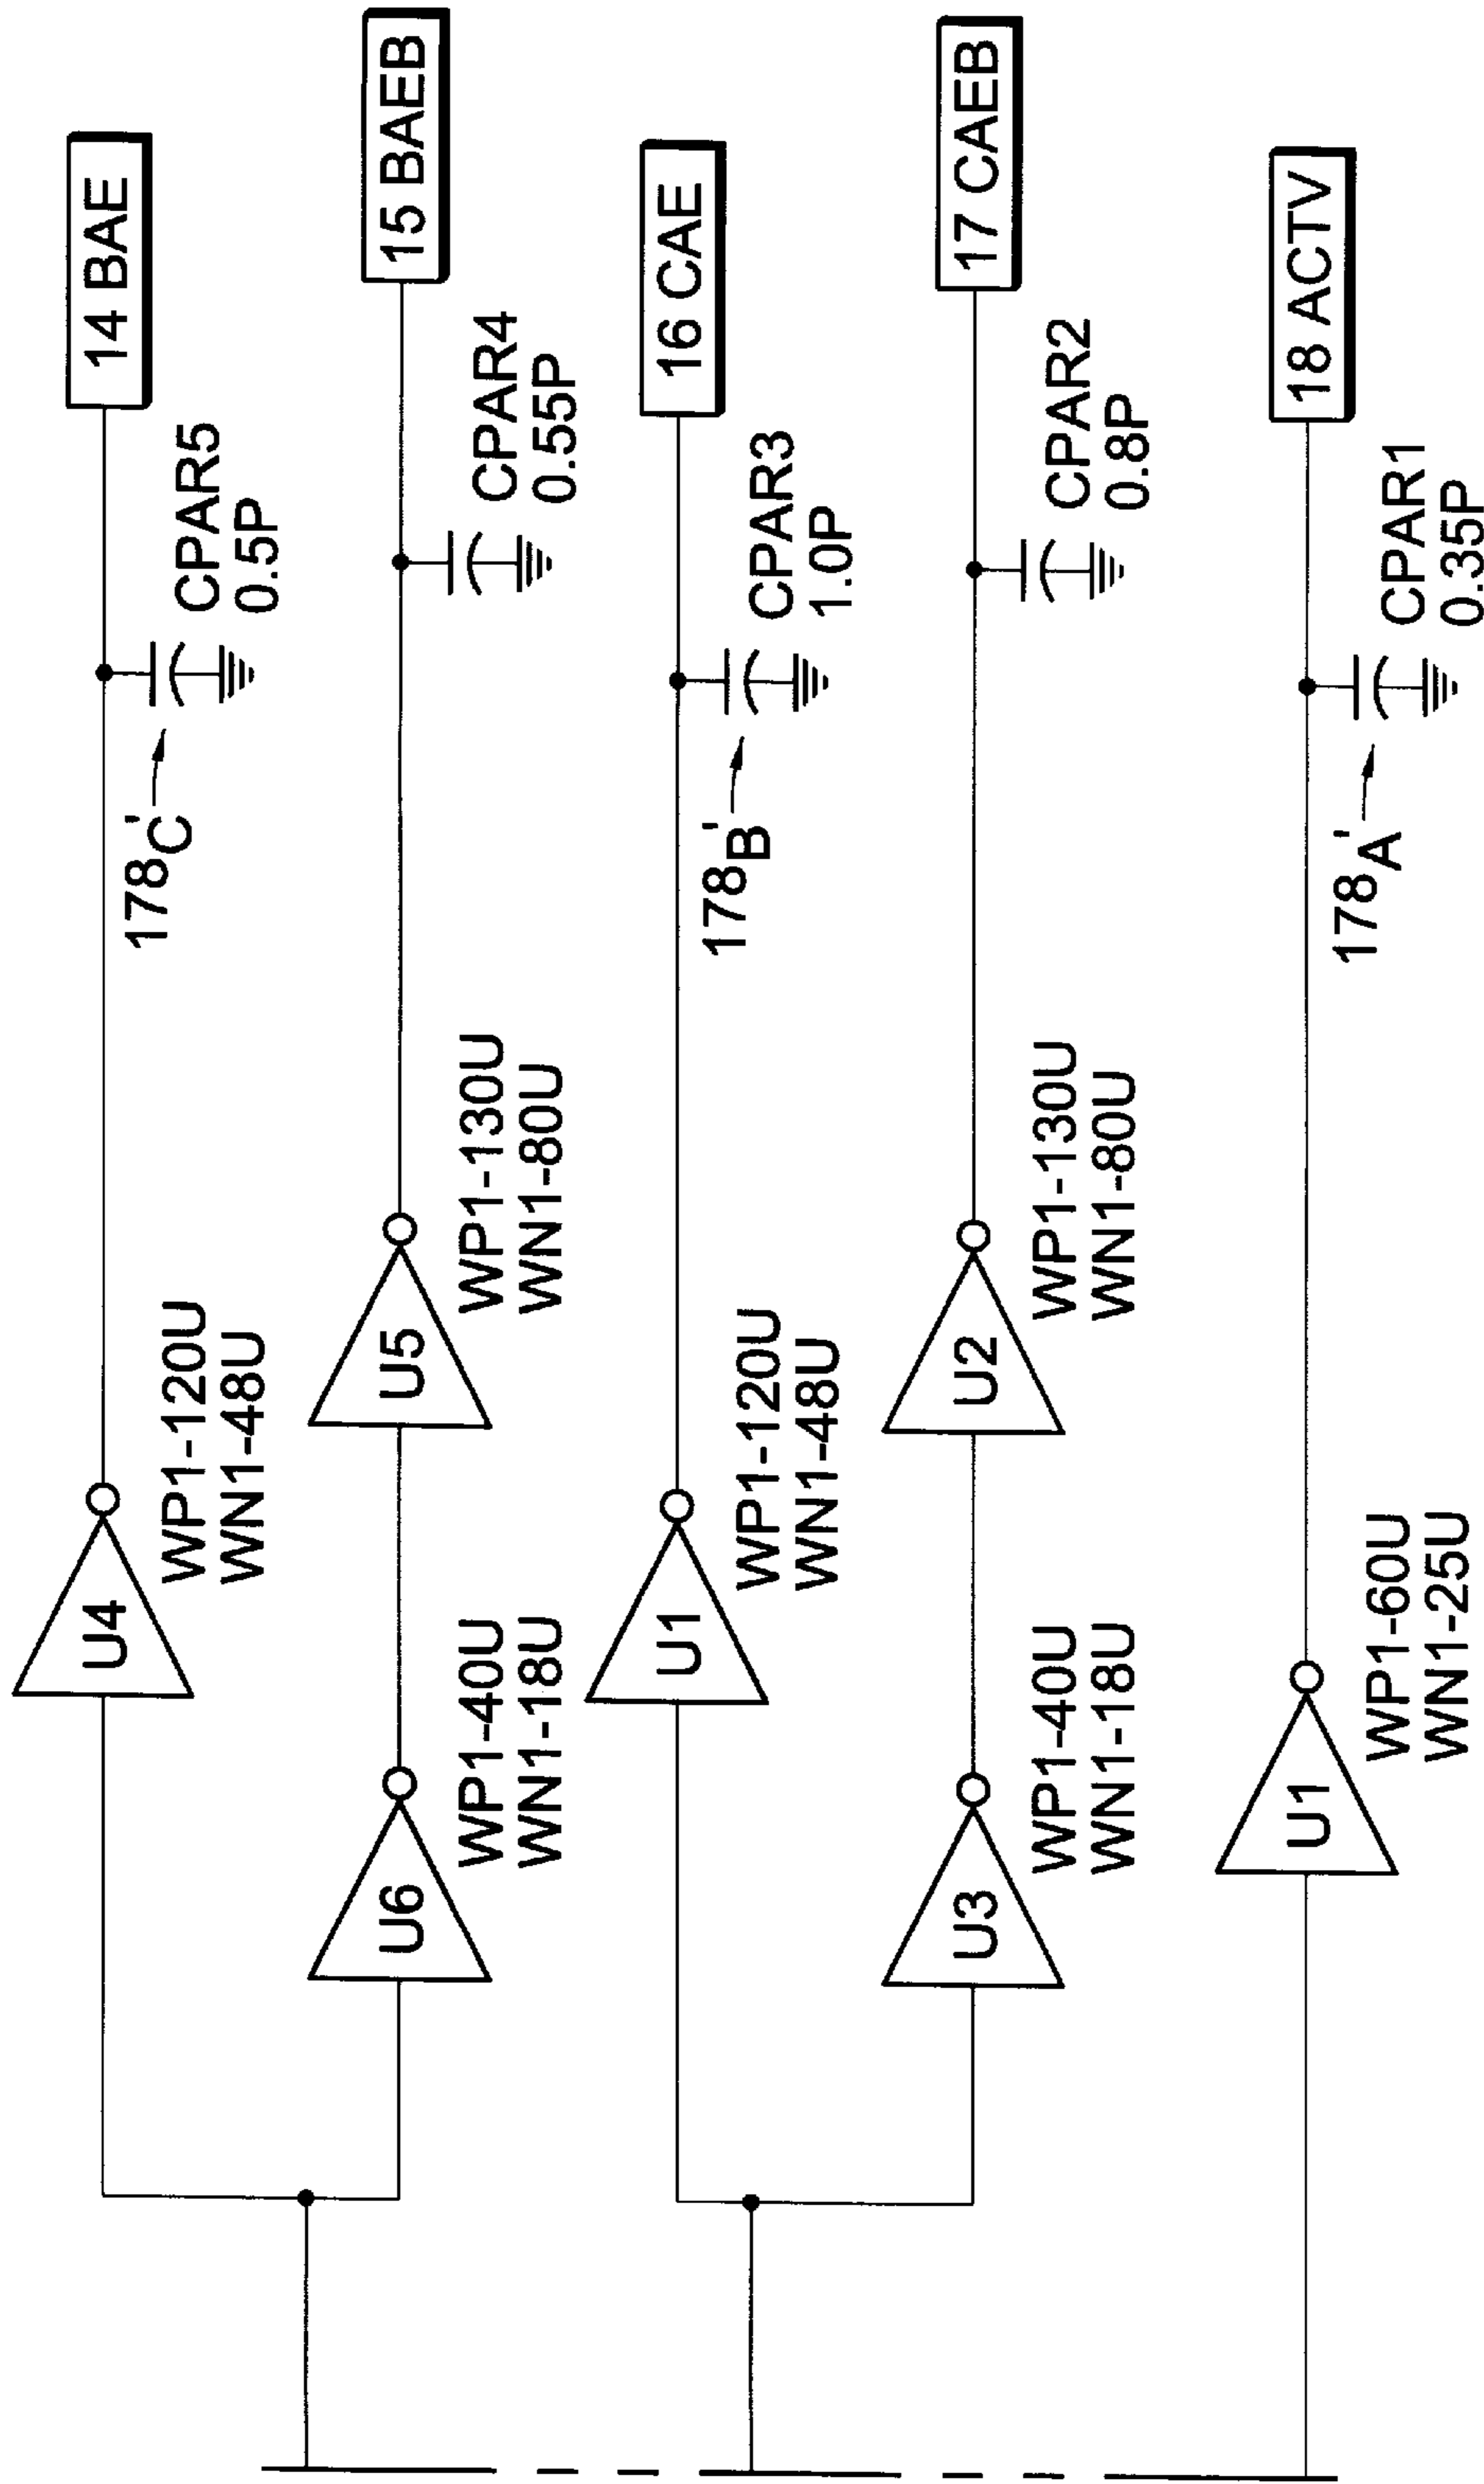 14 BAE
178C'
CPAR5
0.5P
U4
WP1-120U
WN1-48U
15 BAEB
CPAR4
0.55P
U6
WP1-40U
WN1-18U
U5
WP1-130U
WN1-80U
16 CAE
178B'
CPAR3
1.0P
U1
WP1-120U
WN1-48U
17 CAEB
CPAR2
0.8P
U3
WP1-40U
WN1-18U
U2
WP1-130U
WN1-80U
18 ACTV
178A'
CPAR1
0.35P
U1
WP1-60U
WN1-25U